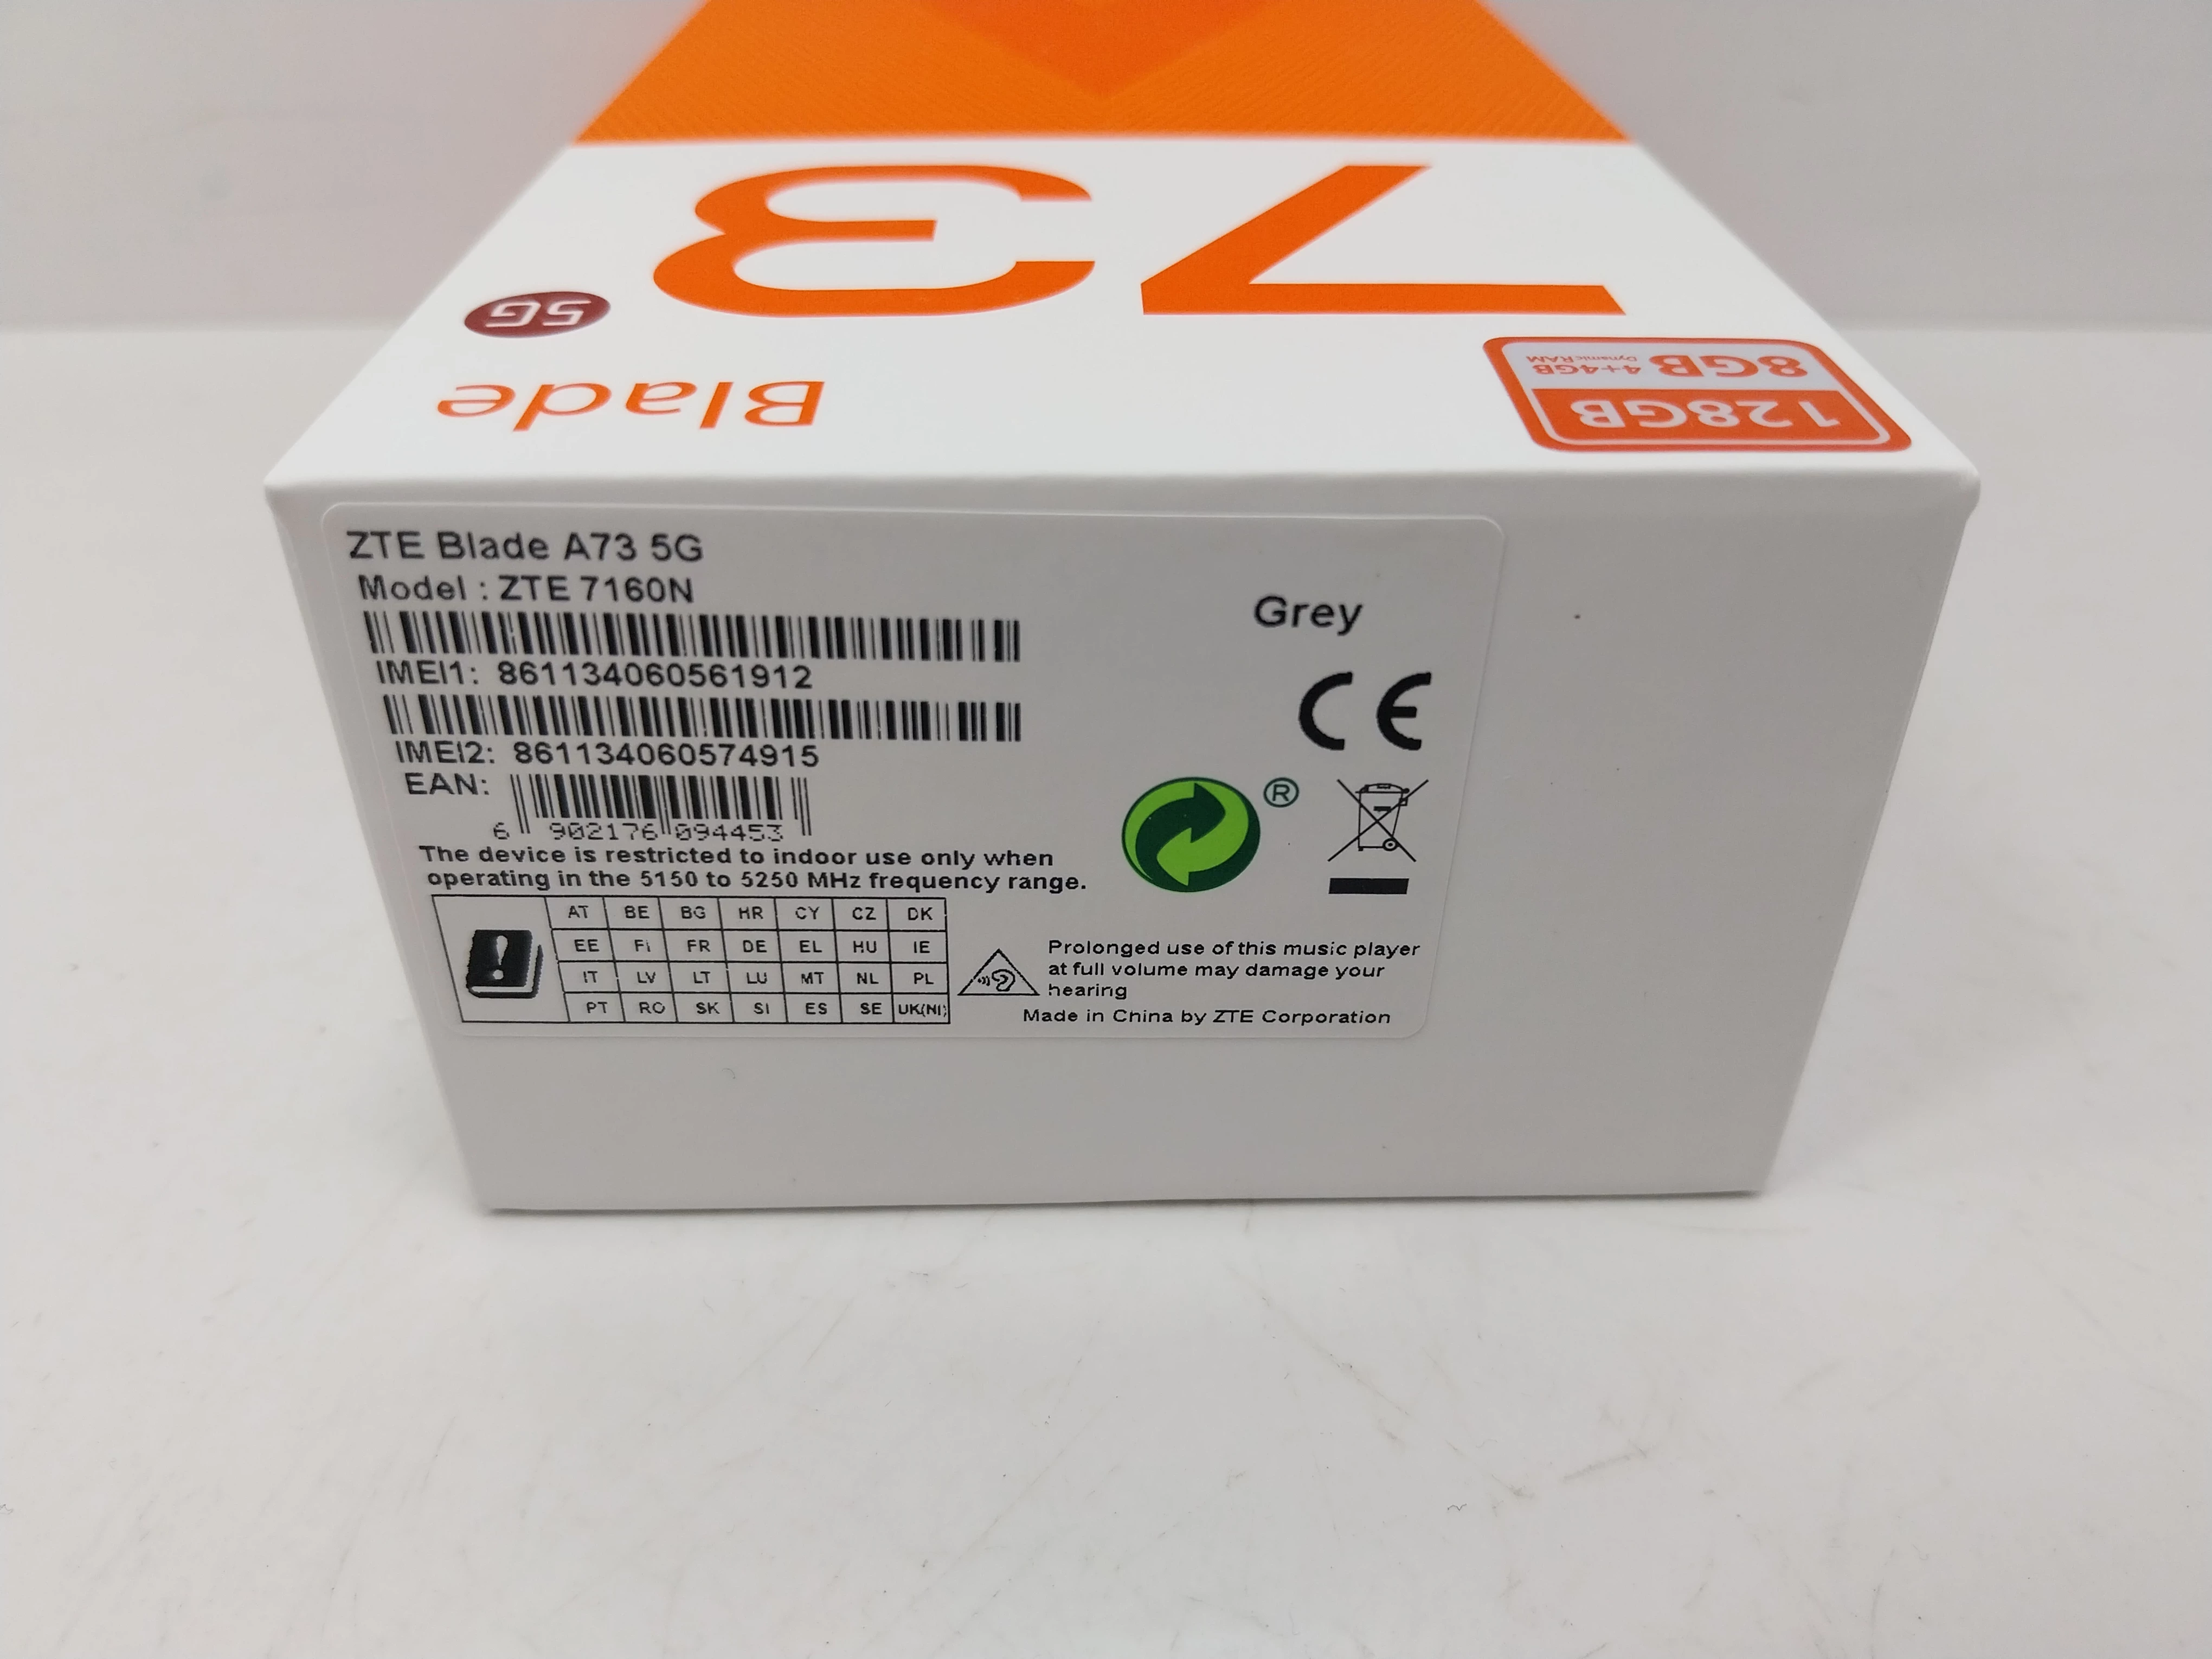 73
5G
Blade
128GB
8GB 4+4GB
Dynamic RAM
ZTE Blade A73 5G
Model : ZTE 7160N
Grey
IMEI1: 861134060561912
CE
IMEI2: 861134060574915
EAN:
6 902176 094453
®
The device is restricted to indoor use only when
operating in the 5150 to 5250 MHz frequency range.
AT BE BG HR CY CZ DK
EE FI FR DE EL HU IE
IT LV LT LU MT NL PL
PT RO SK SI ES SE UK(NI)
Prolonged use of this music player
at full volume may damage your
hearing
Made in China by ZTE Corporation